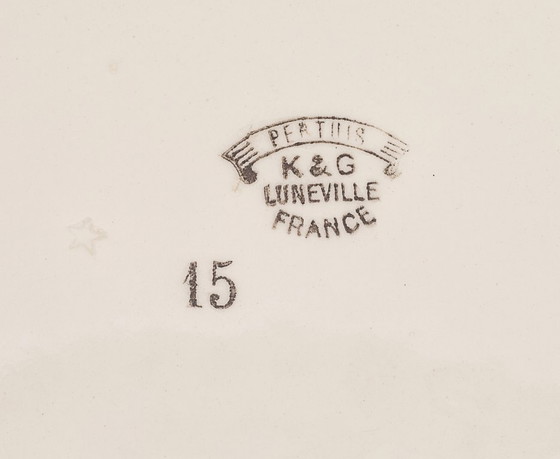 PERTUIS
K & G
LUNEVILLE
FRANCE
15